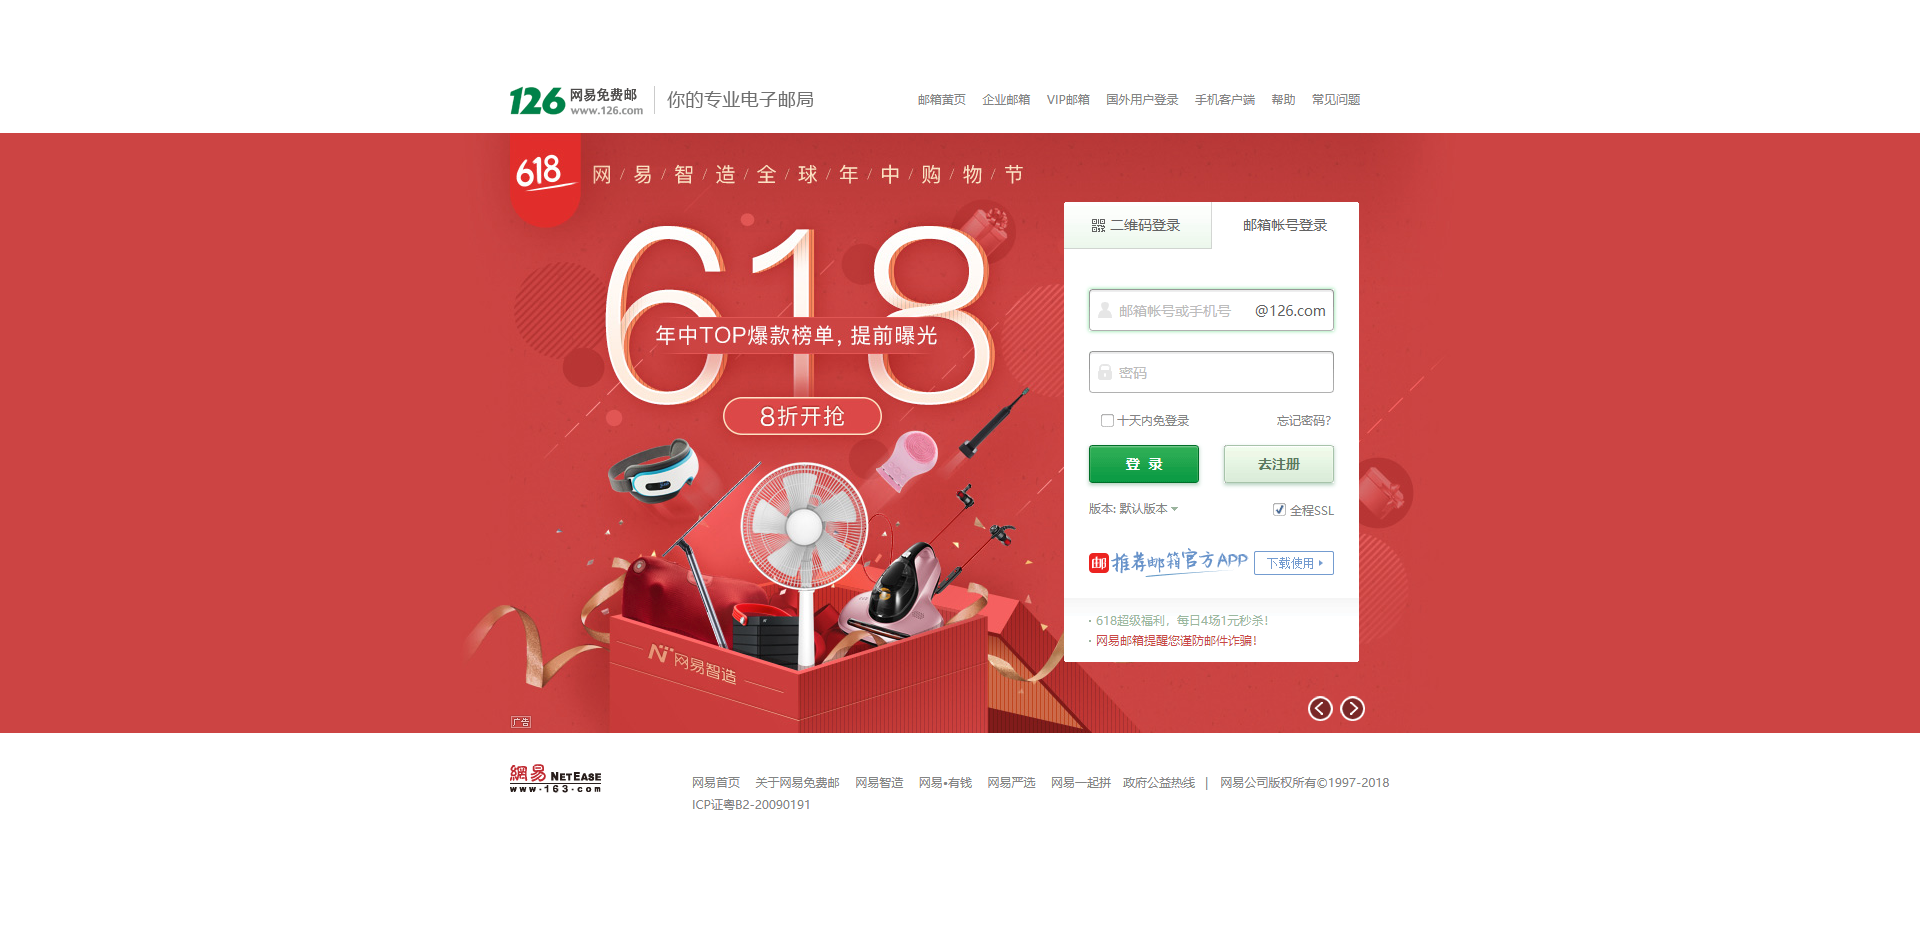 126 网易免费邮 www.126.com 你的专业电子邮局
邮箱黄页 企业邮箱 VIP邮箱 国外用户登录 手机客户端 帮助 常见问题
618 网/易/智/造/全/球/年/中/购/物/节
618
年中TOP爆款榜单,提前曝光
8折开抢
网易智造
广告
二维码登录 邮箱帐号登录
邮箱帐号或手机号 @126.com
密码
十天内免登录 忘记密码?
登 录 去注册
版本: 默认版本 全程SSL
邮 推荐邮箱官方APP 下载使用
· 618超级福利，每日4场1元秒杀!
· 网易邮箱提醒您谨防邮件诈骗!
網易 NETEASE
www.163.com
网易首页 关于网易免费邮 网易智造 网易•有钱 网易严选 网易一起拼 政府公益热线 | 网易公司版权所有©1997-2018
ICP证粤B2-20090191